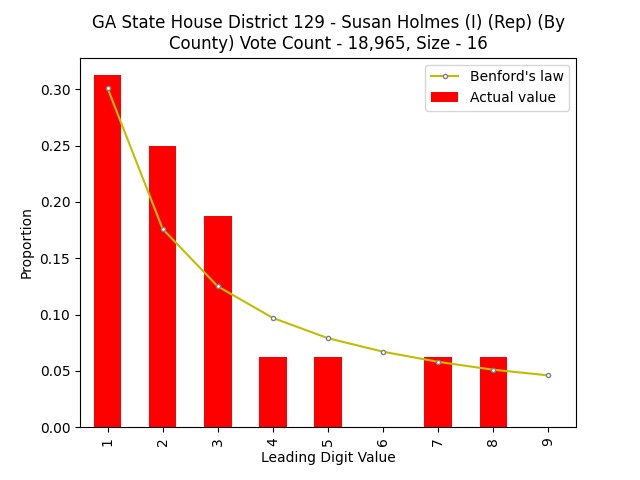 GA State House District 129 - Susan Holmes (I) (Rep) (By
County) Vote Count - 18,965, Size - 16
Benford's law
Actual value
0.30
0.25
0.20
0.15
0.10
0.05
0.00
Proportion
1 2 3 4 5 6 7 8 9
Leading Digit Value